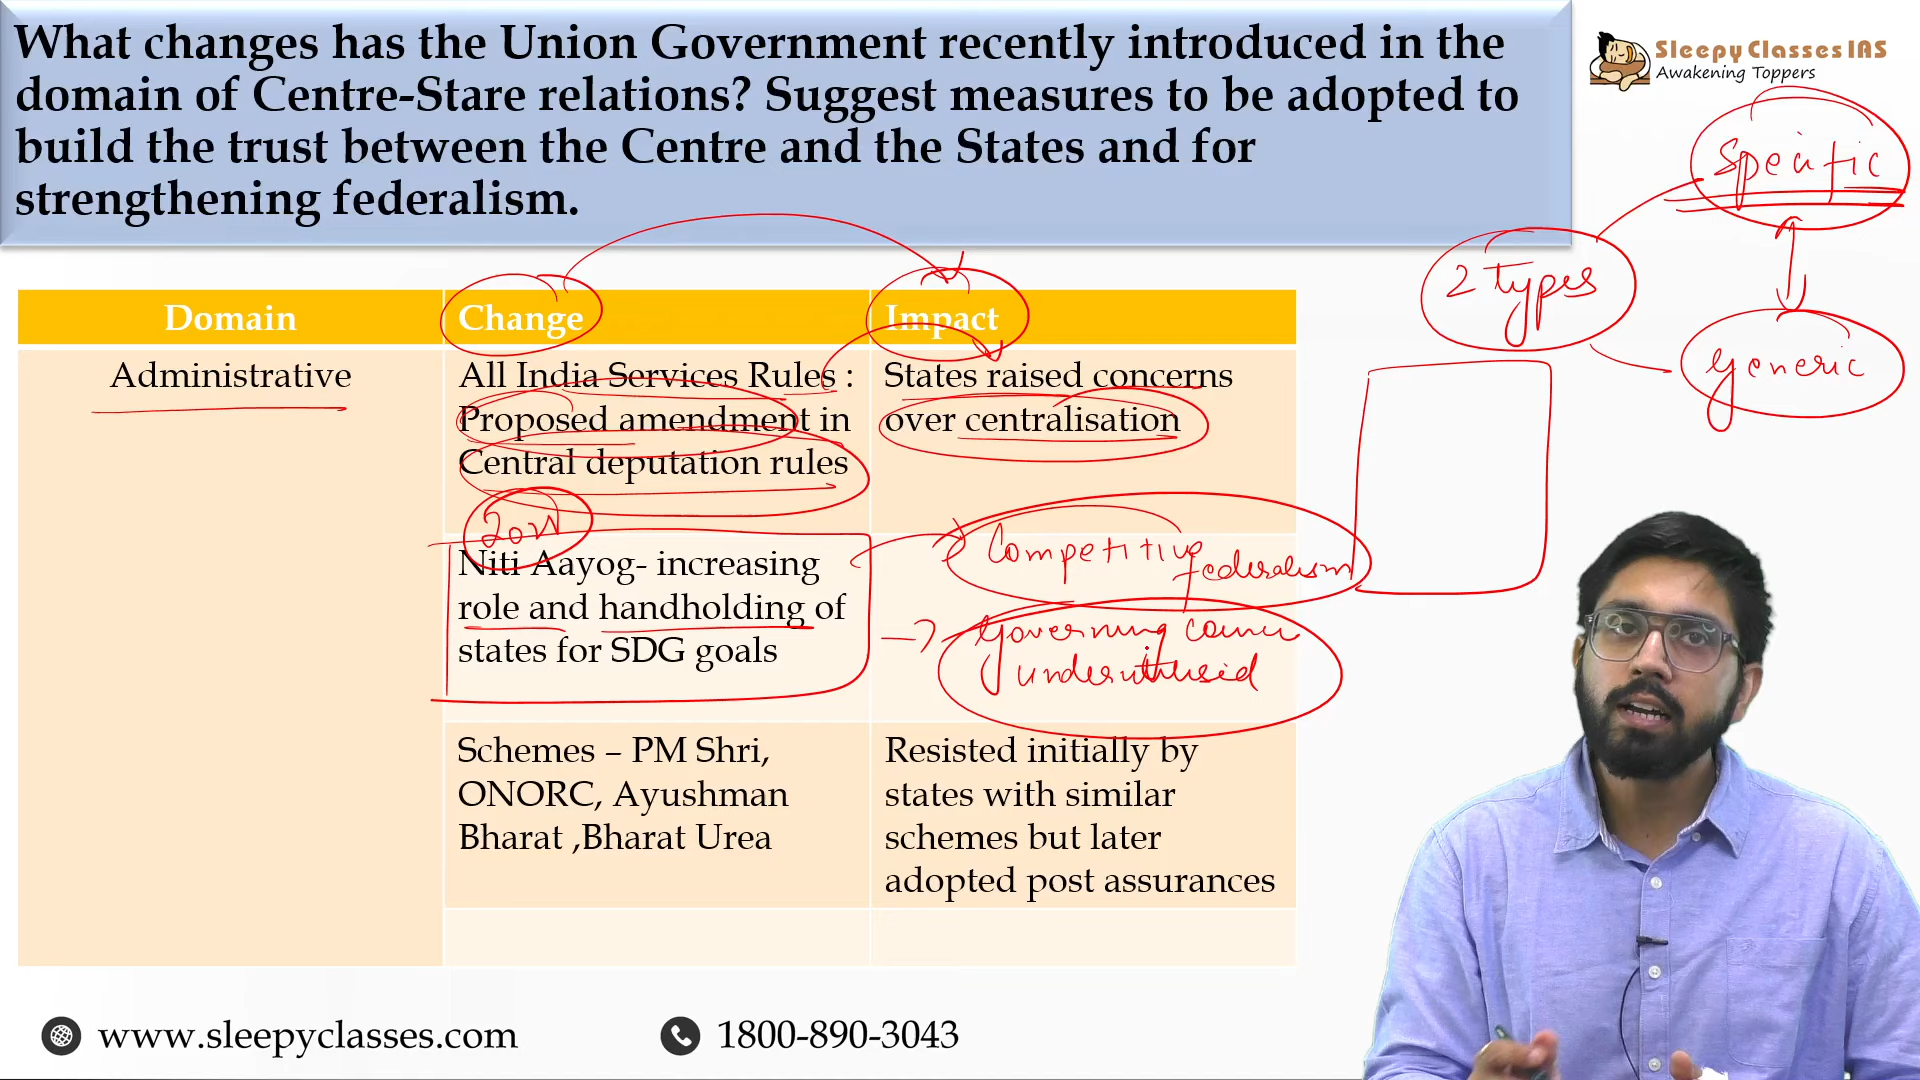 What changes has the Union Government recently introduced in the
domain of Centre-Stare relations? Suggest measures to be adopted to
build the trust between the Centre and the States and for
strengthening federalism.
Sleepy Classes IAS
Awakening Toppers
Specific
2 types
generic
Domain
Change
Impact
Administrative
All India Services Rules :
Proposed amendment in
Central deputation rules
States raised concerns
over centralisation
Niti Aayog- increasing
role and handholding of
states for SDG goals
Competitive
federalism
Governing
Schemes – PM Shri,
ONORC, Ayushman
Bharat ,Bharat Urea
Resisted initially by
states with similar
schemes but later
adopted post assurances
www.sleepyclasses.com
1800-890-3043